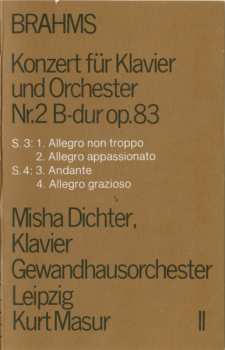 BRAHMS
Konzert für Klavier
und Orchester
Nr.2 B-dur op.83
S. 3: 1. Allegro non troppo
2. Allegro appassionato
S. 4: 3. Andante
4. Allegro grazioso
Misha Dichter,
Klavier
Gewandhausorchester
Leipzig
Kurt Masur II